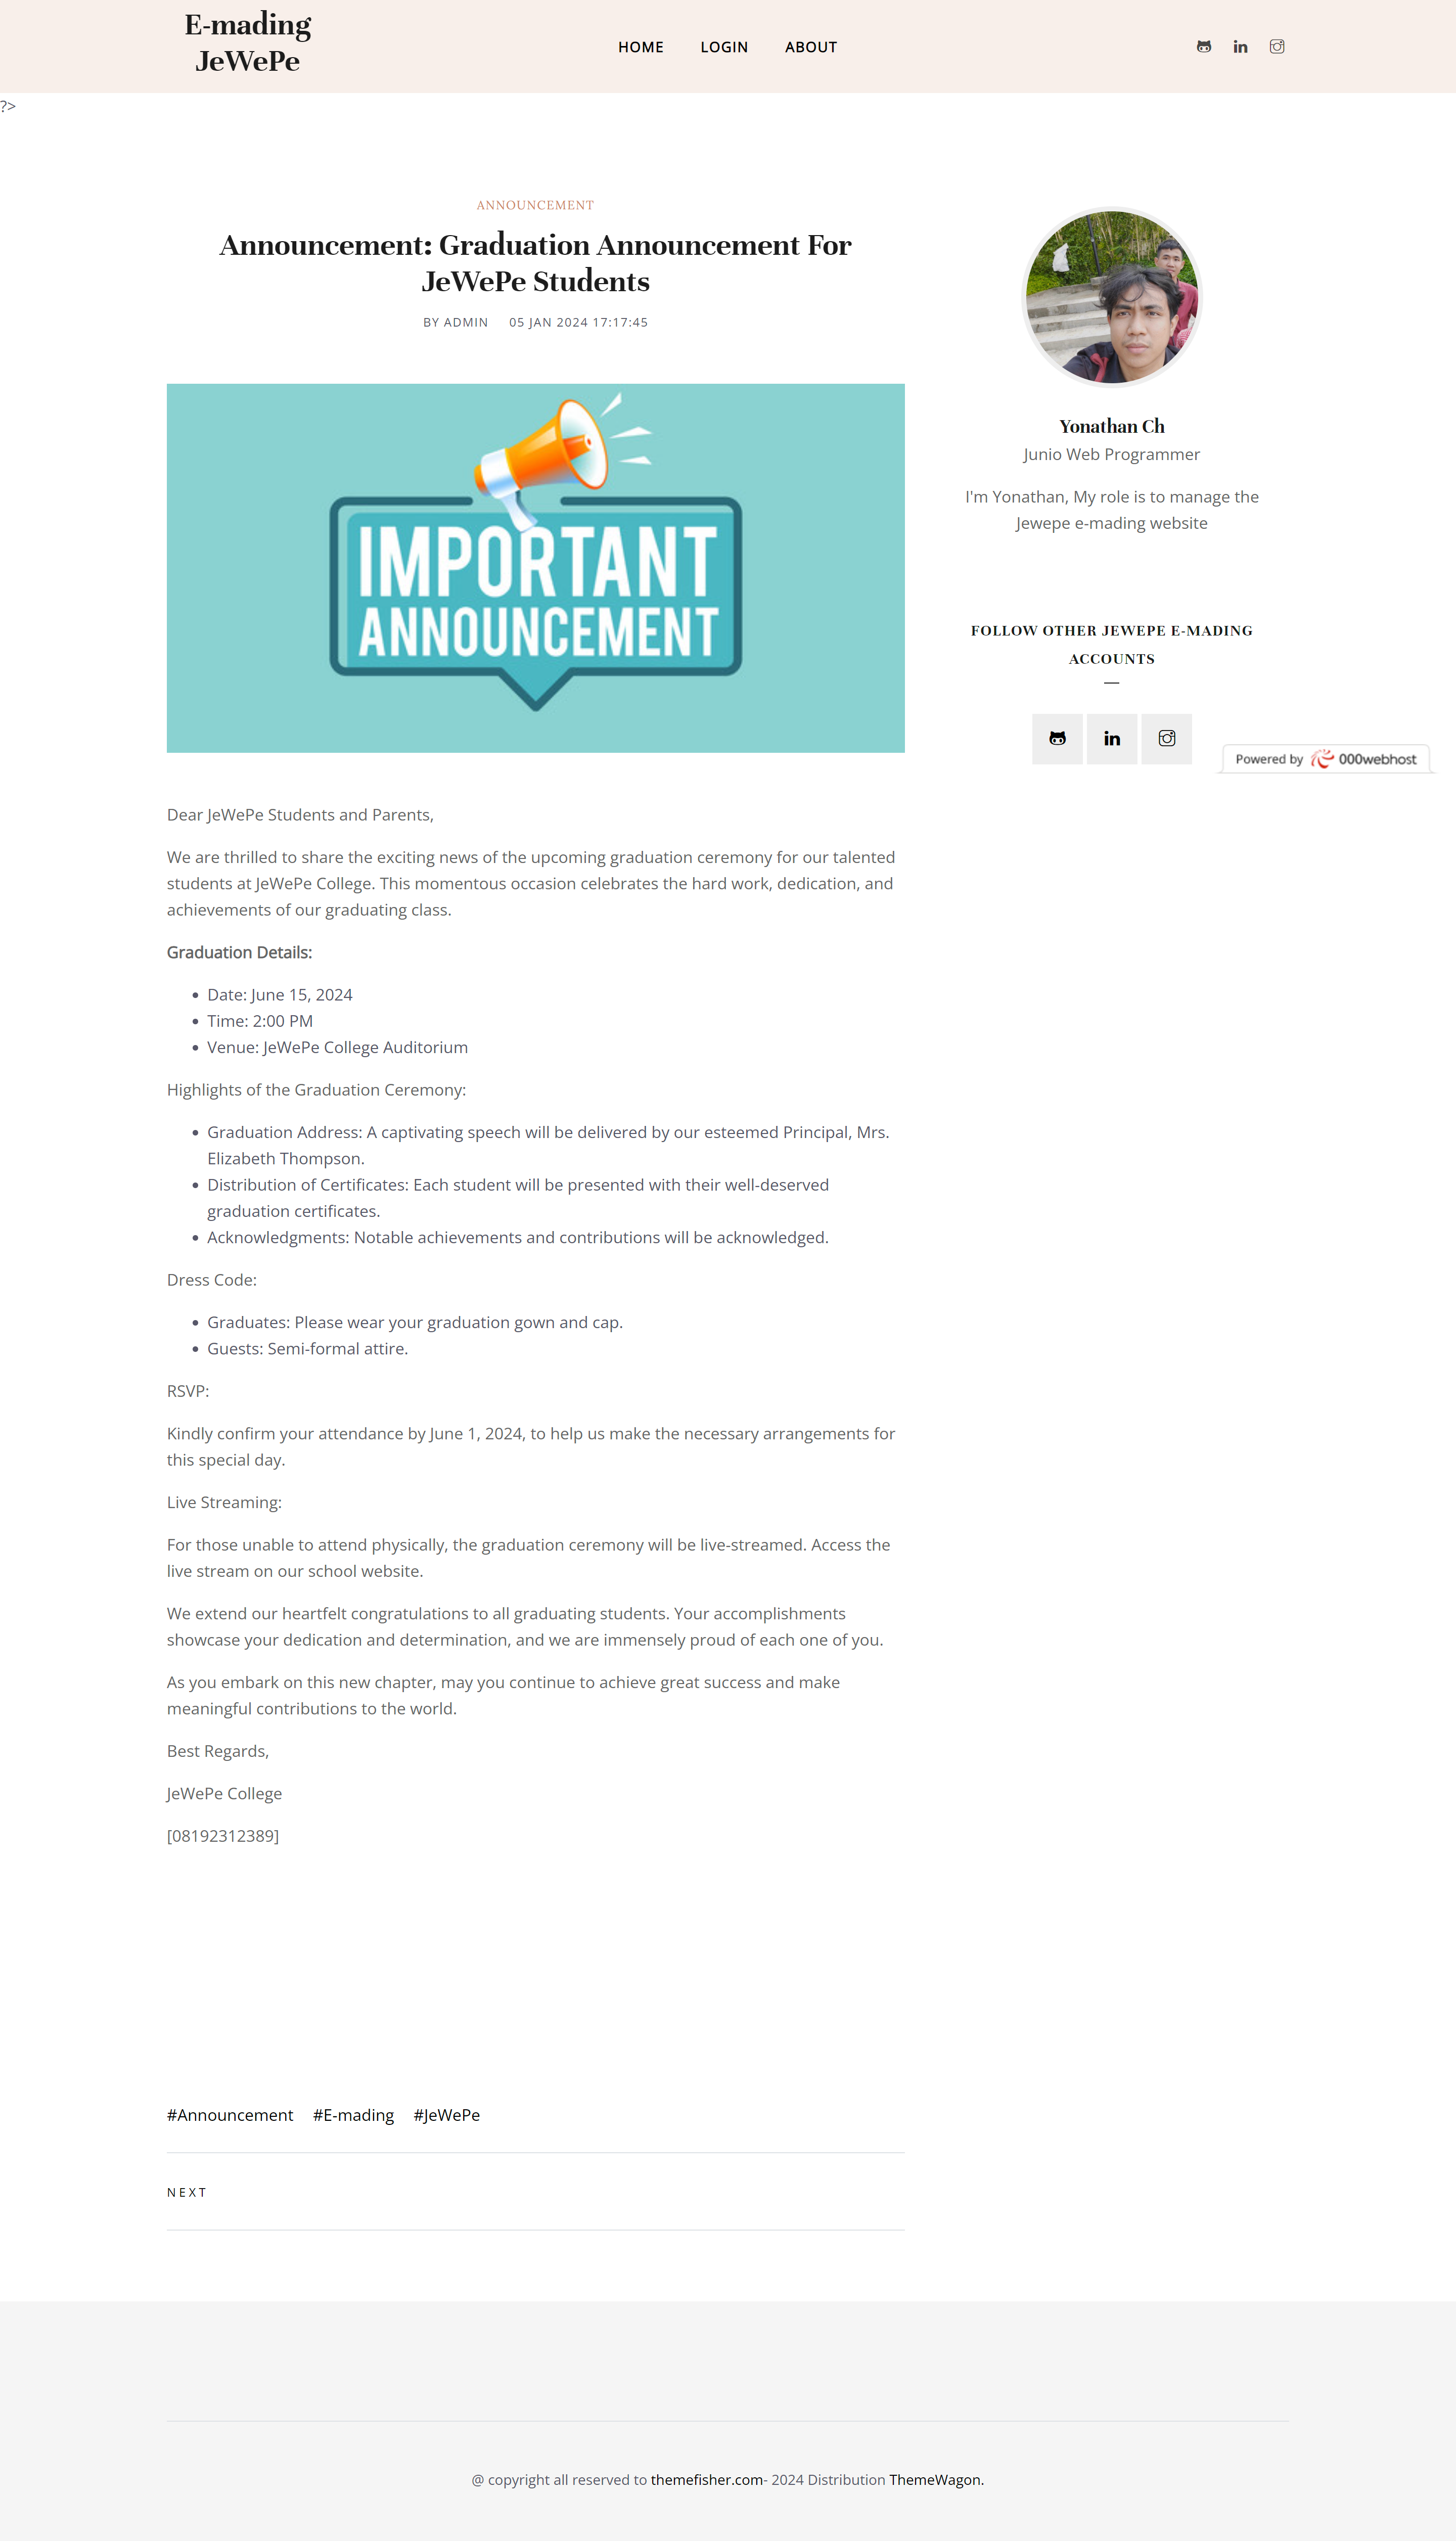 E-mading
JeWePe
HOME LOGIN ABOUT
?>
ANNOUNCEMENT
Announcement: Graduation Announcement For
JeWePe Students
BY ADMIN 05 JAN 2024 17:17:45
IMPORTANT
ANNOUNCEMENT
Dear JeWePe Students and Parents,
We are thrilled to share the exciting news of the upcoming graduation ceremony for our talented
students at JeWePe College. This momentous occasion celebrates the hard work, dedication, and
achievements of our graduating class.
Graduation Details:
• Date: June 15, 2024
• Time: 2:00 PM
• Venue: JeWePe College Auditorium
Highlights of the Graduation Ceremony:
• Graduation Address: A captivating speech will be delivered by our esteemed Principal, Mrs.
Elizabeth Thompson.
• Distribution of Certificates: Each student will be presented with their well-deserved
graduation certificates.
• Acknowledgments: Notable achievements and contributions will be acknowledged.
Dress Code:
• Graduates: Please wear your graduation gown and cap.
• Guests: Semi-formal attire.
RSVP:
Kindly confirm your attendance by June 1, 2024, to help us make the necessary arrangements for
this special day.
Live Streaming:
For those unable to attend physically, the graduation ceremony will be live-streamed. Access the
live stream on our school website.
We extend our heartfelt congratulations to all graduating students. Your accomplishments
showcase your dedication and determination, and we are immensely proud of each one of you.
As you embark on this new chapter, may you continue to achieve great success and make
meaningful contributions to the world.
Best Regards,
JeWePe College
[08192312389]
#Announcement #E-mading #JeWePe
NEXT
Yonathan Ch
Junio Web Programmer
I'm Yonathan, My role is to manage the
Jewepe e-mading website
FOLLOW OTHER JEWEPE E-MADING
ACCOUNTS
Powered by 000webhost
@ copyright all reserved to themefisher.com- 2024 Distribution ThemeWagon.